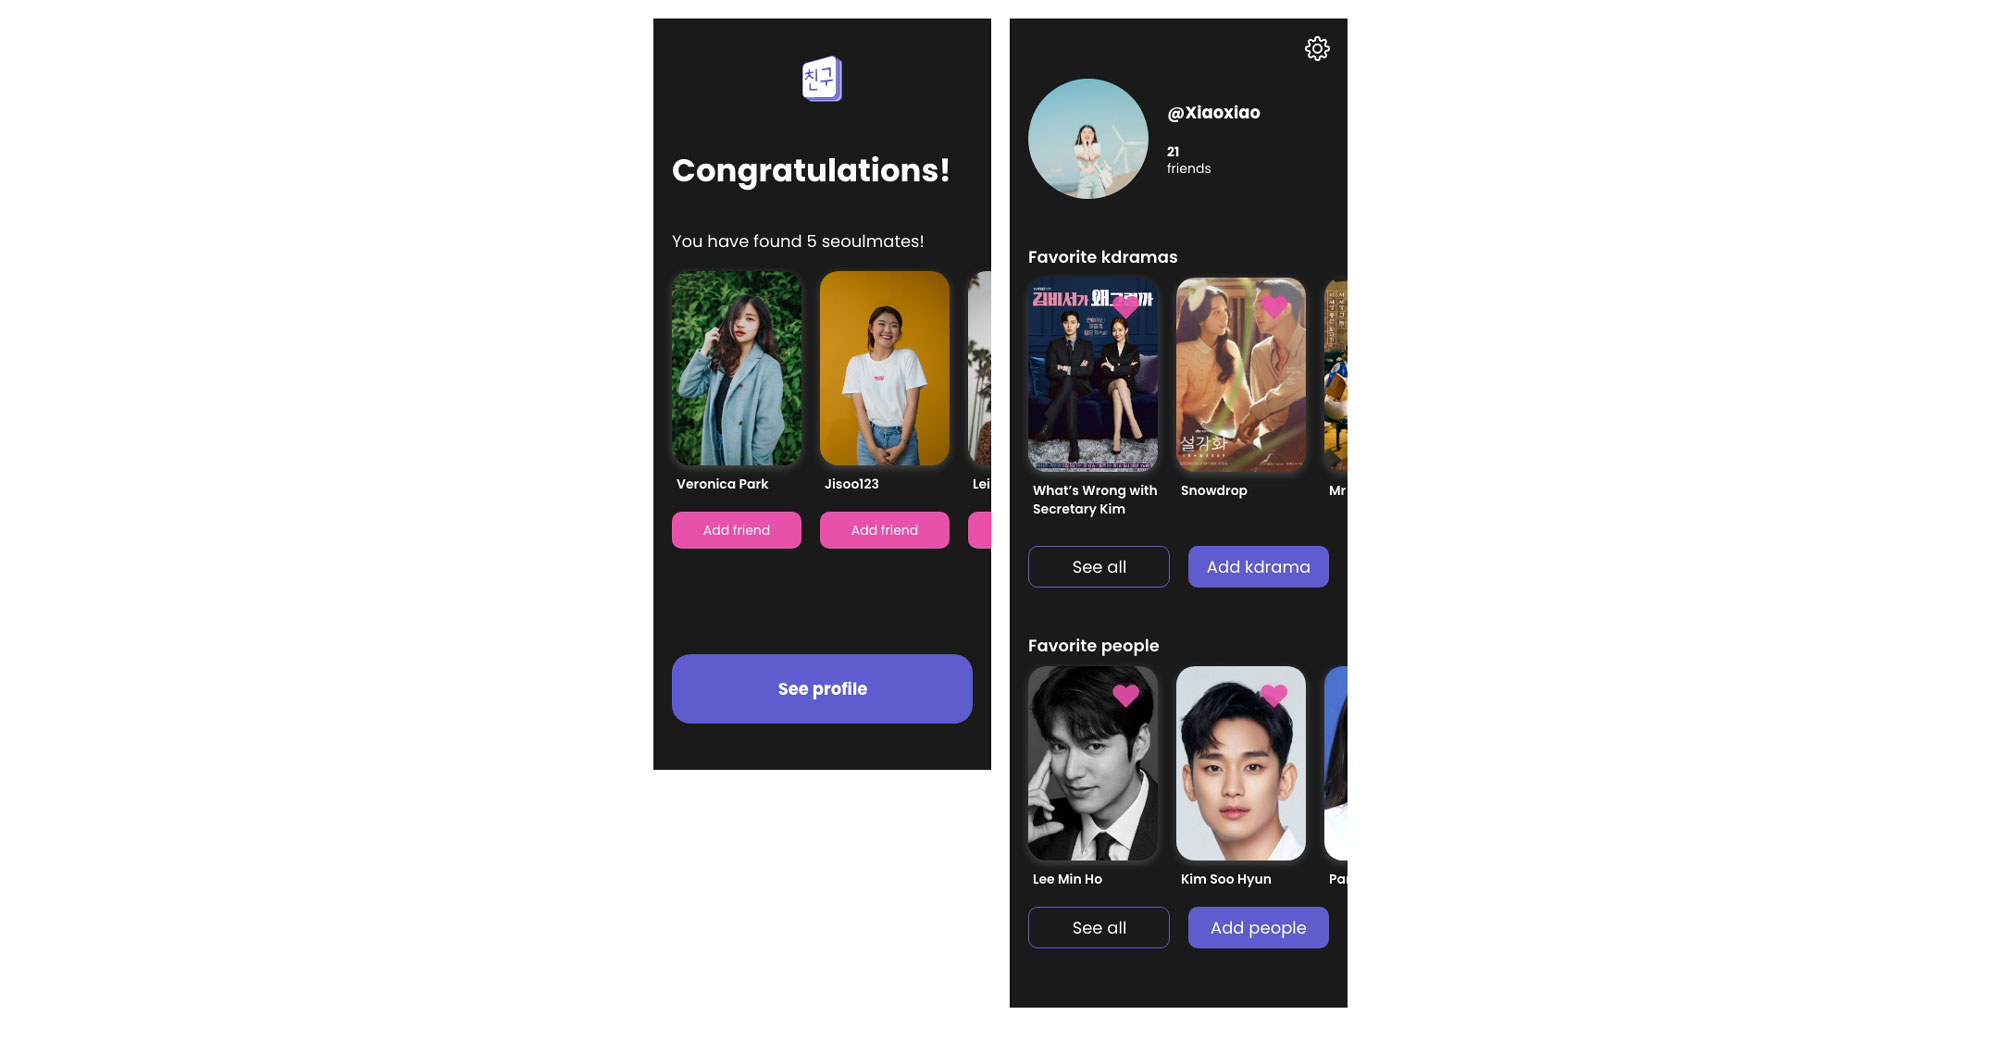 친구
Congratulations!
You have found 5 seoulmates!
Veronica Park
Jisoo123
Lei
Add friend
Add friend
See profile
@Xiaoxiao
21
friends
Favorite kdramas
김비서가 왜그럴까
설강화
SNOWDROP
What’s Wrong with
Secretary Kim
Snowdrop
Mr
See all
Add kdrama
Favorite people
Lee Min Ho
Kim Soo Hyun
Par
See all
Add people